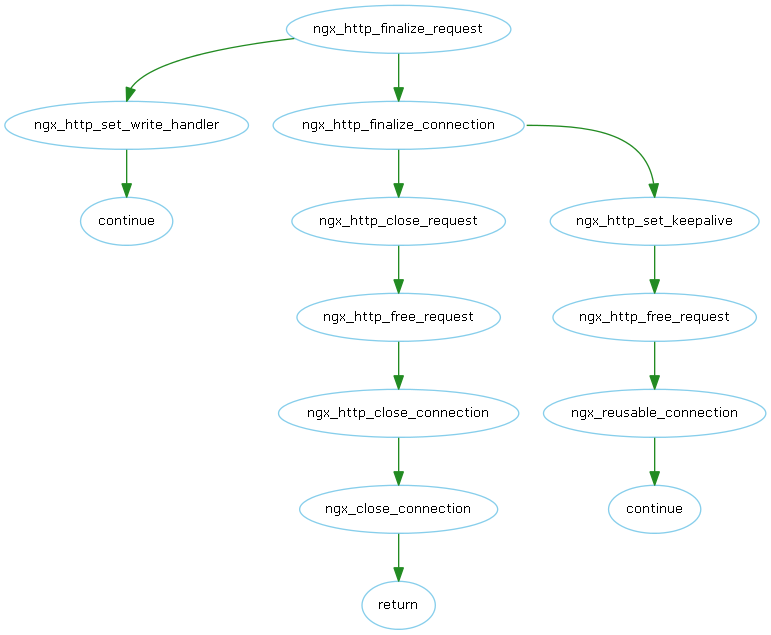 ngx_http_finalize_request
ngx_http_set_write_handler
ngx_http_finalize_connection
continue
ngx_http_close_request
ngx_http_set_keepalive
ngx_http_free_request
ngx_http_free_request
ngx_http_close_connection
ngx_reusable_connection
ngx_close_connection
continue
return